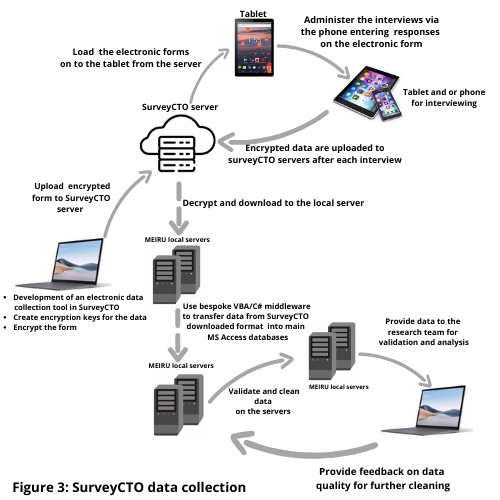 Tablet
Administer the interviews via
the phone entering responses
on the electronic form
Load the electronic forms
on to the tablet from the server
Tablet and or phone
for interviewing
SurveyCTO server
Encrypted data are uploaded to
surveyCTO servers after each interview
Upload encrypted
form to SurveyCTO
server
Decrypt and download to the local server
MEIRU local servers
• Development of an electronic data
collection tool in SurveyCTO
• Create encryption keys for the data
• Encrypt the form
Use bespoke VBA/C# middleware
to transfer data from SurveyCTO
downloaded format into main
MS Access databases
Provide data to the
research team for
validation and analysis
MEIRU local servers
MEIRU local servers
Validate and clean
data
on the servers
Provide feedback on data
quality for further cleaning
Figure 3: SurveyCTO data collection